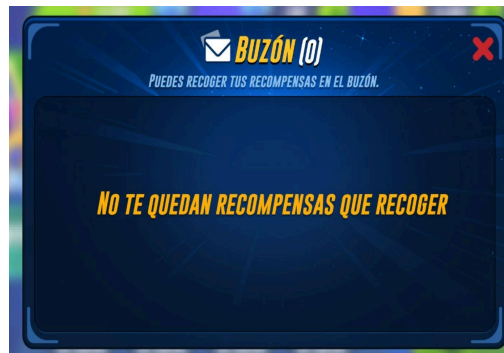 Buzón (0)
Puedes recoger tus recompensas en el buzón.
No te quedan recompensas que recoger